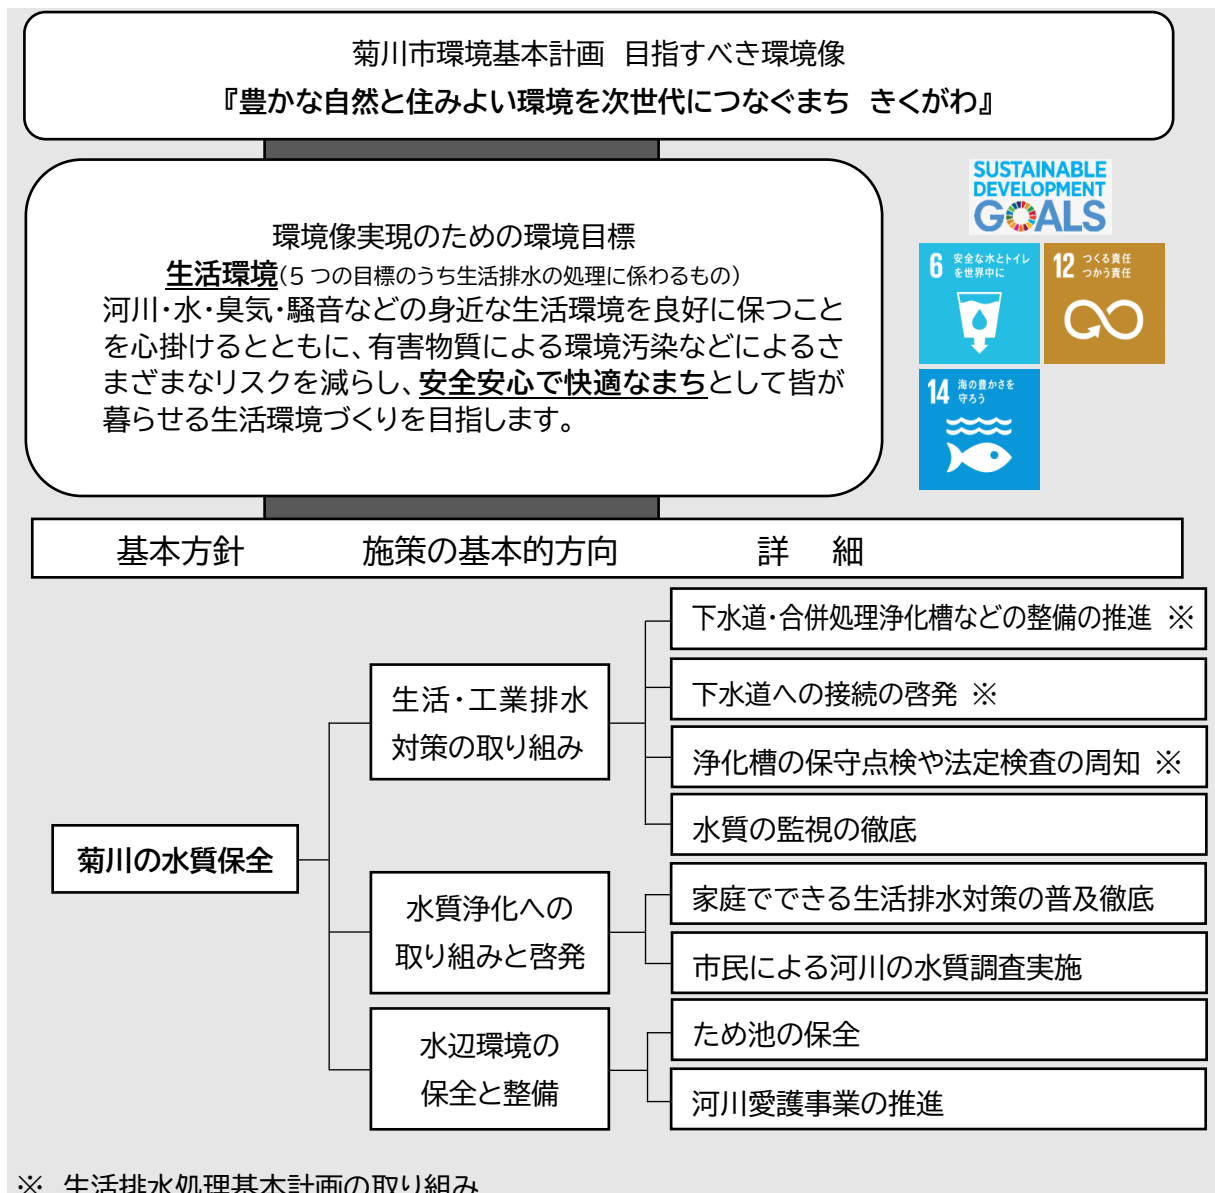 菊川市環境基本計画　目指すべき環境像
『豊かな自然と住みよい環境を次世代につなぐまち　きくがわ』
環境像実現のための環境目標
生活環境(５つの目標のうち生活排水の処理に係わるもの)
河川・水・臭気・騒音などの身近な生活環境を良好に保つこと
を心掛けるとともに、有害物質による環境汚染などによるさ
まざまなリスクを減らし、安全安心で快適なまちとして皆が
暮らせる生活環境づくりを目指します。
SUSTAINABLE
DEVELOPMENT
GOALS
6 安全な水とトイレ
を世界中に
12 つくる責任
つかう責任
14 海の豊かさを
守ろう
基本方針　施策の基本的方向　詳　細
菊川の水質保全
生活・工業排水
対策の取り組み
下水道・合併処理浄化槽などの整備の推進 ※
下水道への接続の啓発 ※
浄化槽の保守点検や法定検査の周知 ※
水質の監視の徹底
水質浄化への
取り組みと啓発
家庭でできる生活排水対策の普及徹底
市民による河川の水質調査実施
水辺環境の
保全と整備
ため池の保全
河川愛護事業の推進
※ 生活排水処理基本計画の取り組み